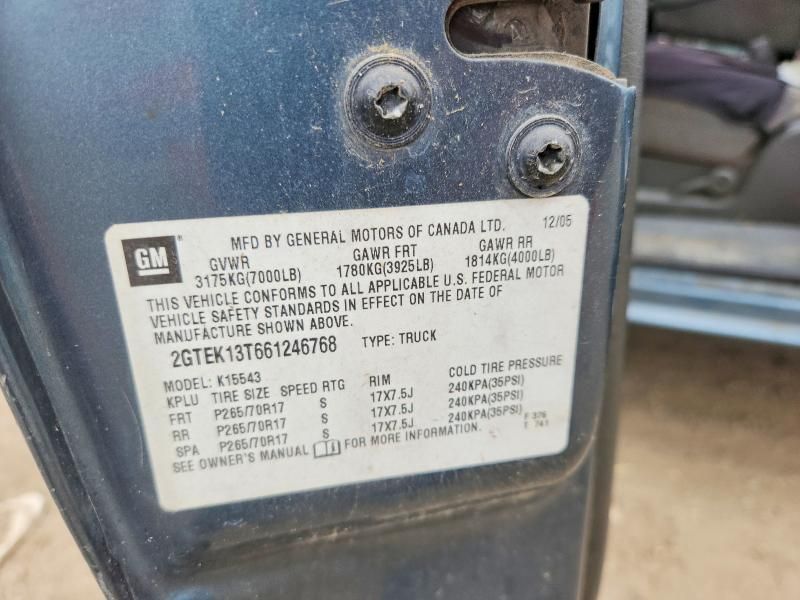 GM
MFD BY GENERAL MOTORS OF CANADA LTD. 12/05
GVWR GAWR FRT GAWR RR
3175KG(7000LB) 1780KG(3925LB) 1814KG(4000LB)
THIS VEHICLE CONFORMS TO ALL APPLICABLE U.S. FEDERAL MOTOR
VEHICLE SAFETY STANDARDS IN EFFECT ON THE DATE OF
MANUFACTURE SHOWN ABOVE.
2GTEK13T661246768 TYPE: TRUCK
MODEL: K15543
KPLU TIRE SIZE SPEED RTG RIM COLD TIRE PRESSURE
FRT P265/70R17 S 17X7.5J 240KPA(35PSI)
RR P265/70R17 S 17X7.5J 240KPA(35PSI)
SPA P265/70R17 S 17X7.5J 240KPA(35PSI)
SEE OWNER'S MANUAL FOR MORE INFORMATION.
F 376
T 741